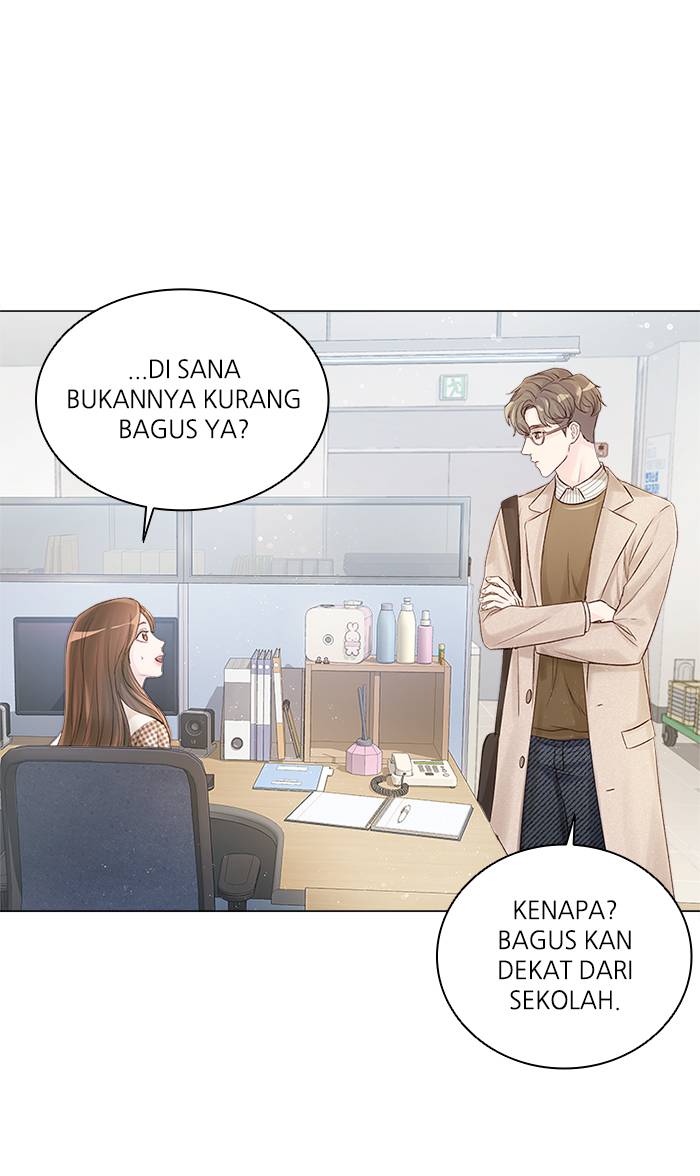 ...DI SANA
BUKANNYA KURANG
BAGUS YA?
KENAPA?
BAGUS KAN
DEKAT DARI
SEKOLAH.